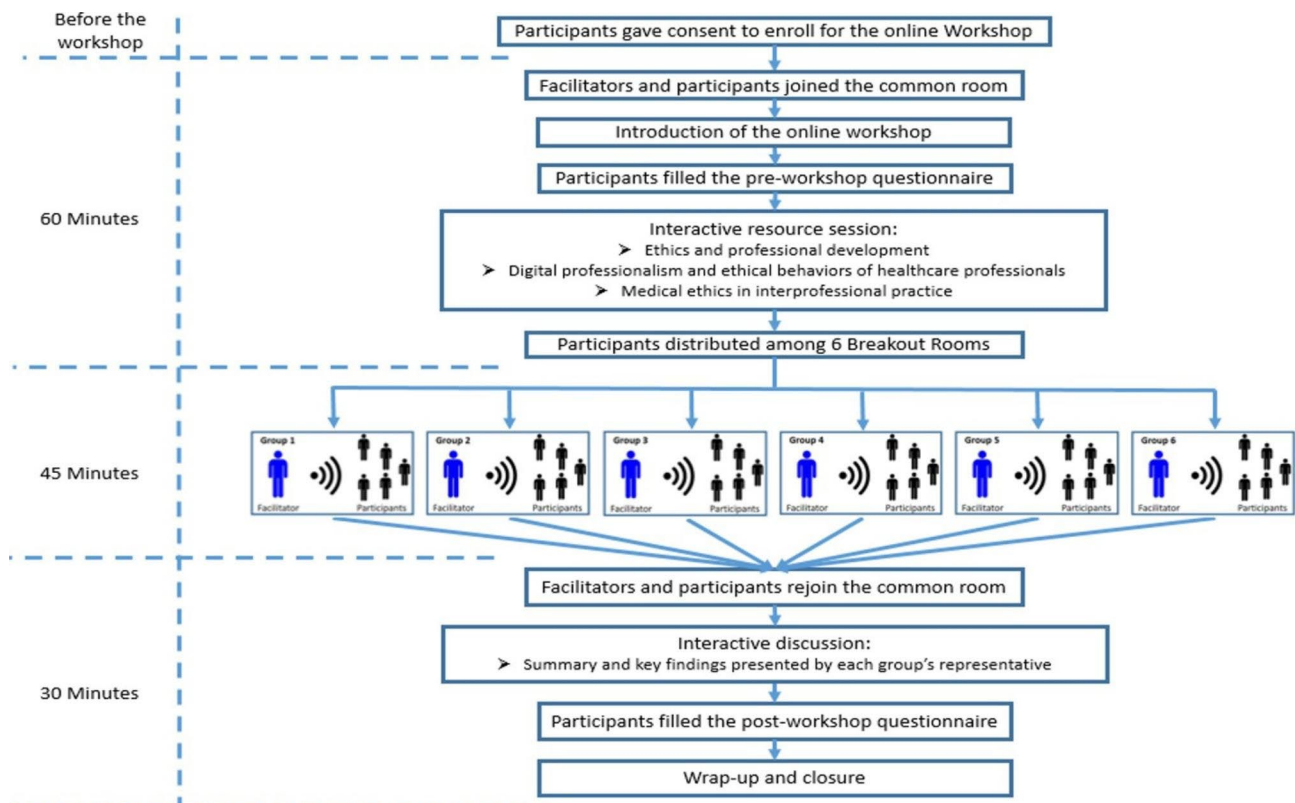 Before the
workshop
Participants gave consent to enroll for the online Workshop
Facilitators and participants joined the common room
Introduction of the online workshop
Participants filled the pre-workshop questionnaire
60 Minutes
Interactive resource session:
➤ Ethics and professional development
➤ Digital professionalism and ethical behaviors of healthcare professionals
➤ Medical ethics in interprofessional practice
Participants distributed among 6 Breakout Rooms
45 Minutes
Group 1
Facilitator Participants
Group 2
Facilitator Participants
Group 3
Facilitator Participants
Group 4
Facilitator Participants
Group 5
Facilitator Participants
Group 6
Facilitator Participants
Facilitators and participants rejoin the common room
Interactive discussion:
➤ Summary and key findings presented by each group's representative
30 Minutes
Participants filled the post-workshop questionnaire
Wrap-up and closure